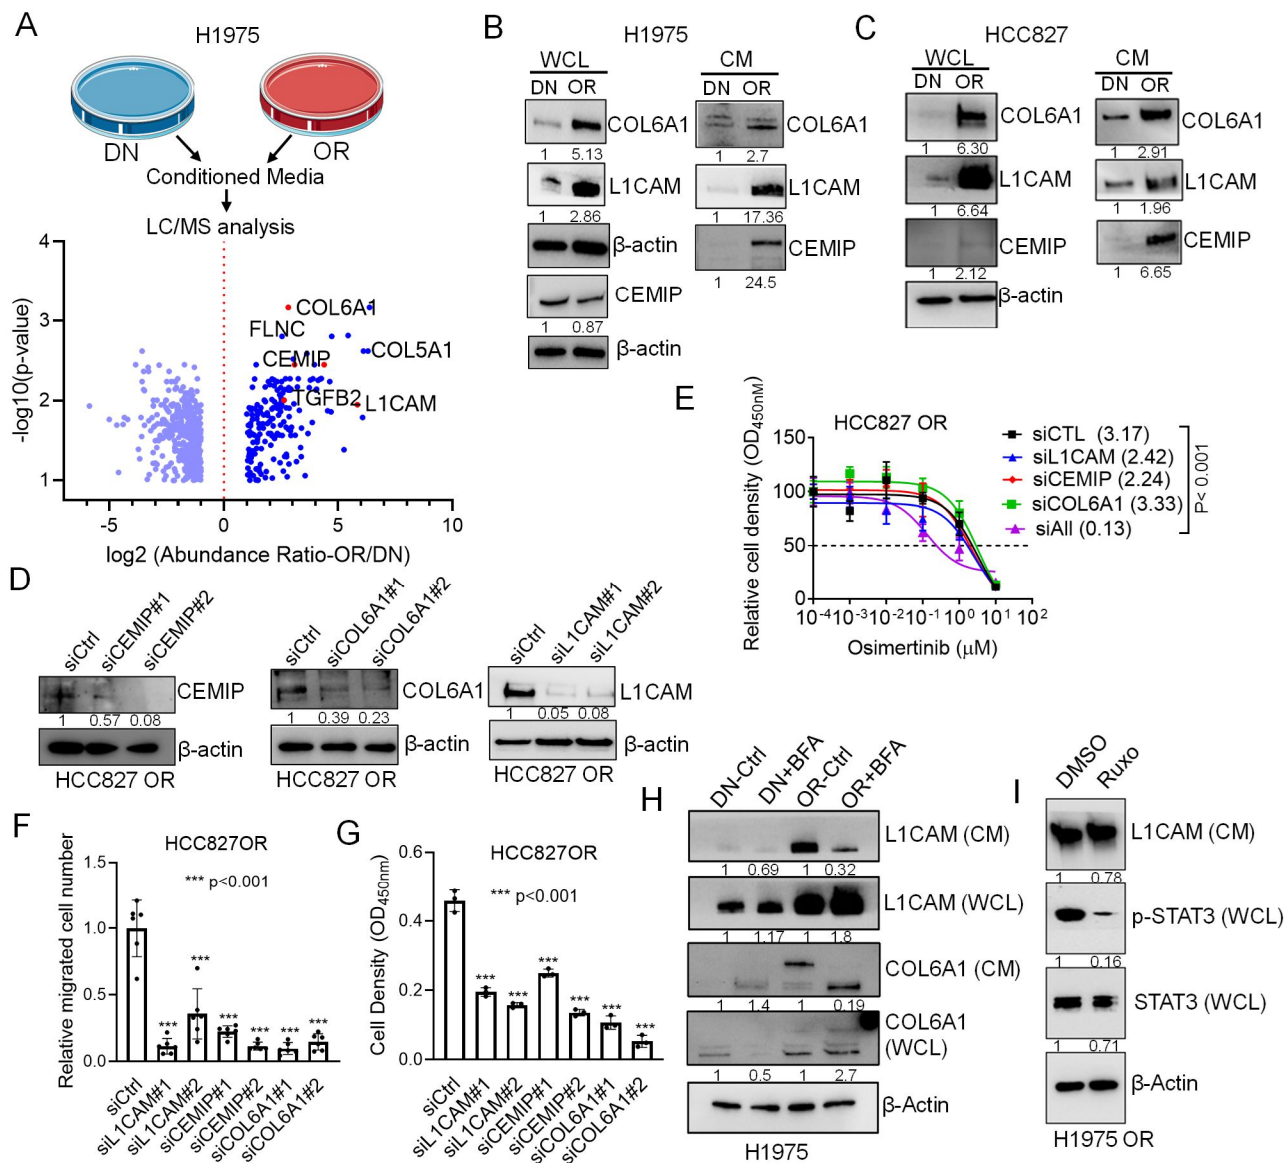 A
H1975
DN
OR
Conditioned Media
LC/MS analysis
-log10(p-value)
4
3
2
1
COL6A1
FLNC
COL5A1
CEMIP
TGFB2
L1CAM
-5
0
5
10
log2 (Abundance Ratio-OR/DN)
B
H1975
WCL
CM
DN OR
DN OR
COL6A1
1 5.13
L1CAM
1 2.86
β-actin
CEMIP
1 0.87
β-actin
COL6A1
1 2.7
L1CAM
1 17.36
CEMIP
1 24.5
C
HCC827
WCL
CM
DN OR
DN OR
COL6A1
1 6.30
L1CAM
1 6.64
CEMIP
1 2.12
β-actin
COL6A1
1 2.91
L1CAM
1 1.96
CEMIP
1 6.65
D
siCtrl
siCEMIP#1
siCEMIP#2
CEMIP
1 0.57 0.08
β-actin
HCC827 OR
siCtrl
siCOL6A1#1
siCOL6A1#2
COL6A1
1 0.39 0.23
β-actin
HCC827 OR
siCtrl
siL1CAM#1
siL1CAM#2
L1CAM
1 0.05 0.08
β-actin
HCC827 OR
E
HCC827 OR
Relative cell density (OD450nM)
150
100
50
0
10-4 10-3 10-2 10-1 100 101 102
Osimertinib (μM)
siCTL (3.17)
siL1CAM (2.42)
siCEMIP (2.24)
siCOL6A1 (3.33)
siAll (0.13)
P< 0.001
F
HCC827OR
*** p<0.001
Relative migrated cell number
1.5
1.0
0.5
0.0
***
***
***
***
***
***
siCtrl
siL1CAM#1
siL1CAM#2
siCEMIP#1
siCEMIP#2
siCOL6A1#1
siCOL6A1#2
G
HCC827OR
*** p<0.001
Cell Density (OD450nm)
0.6
0.4
0.2
0.0
***
***
***
***
***
***
siCtrl
siL1CAM#1
siL1CAM#2
siCEMIP#1
siCEMIP#2
siCOL6A1#1
siCOL6A1#2
H
DN-Ctrl
DN+BFA
OR-Ctrl
OR+BFA
L1CAM (CM)
1 0.69 1 0.32
L1CAM (WCL)
1 1.17 1 1.8
COL6A1 (CM)
1 1.4 1 0.19
COL6A1
(WCL)
1 0.5 1 2.7
β-Actin
H1975
I
DMSO
Ruxo
L1CAM (CM)
1 0.78
p-STAT3 (WCL)
1 0.16
STAT3 (WCL)
1 0.71
β-Actin
H1975 OR